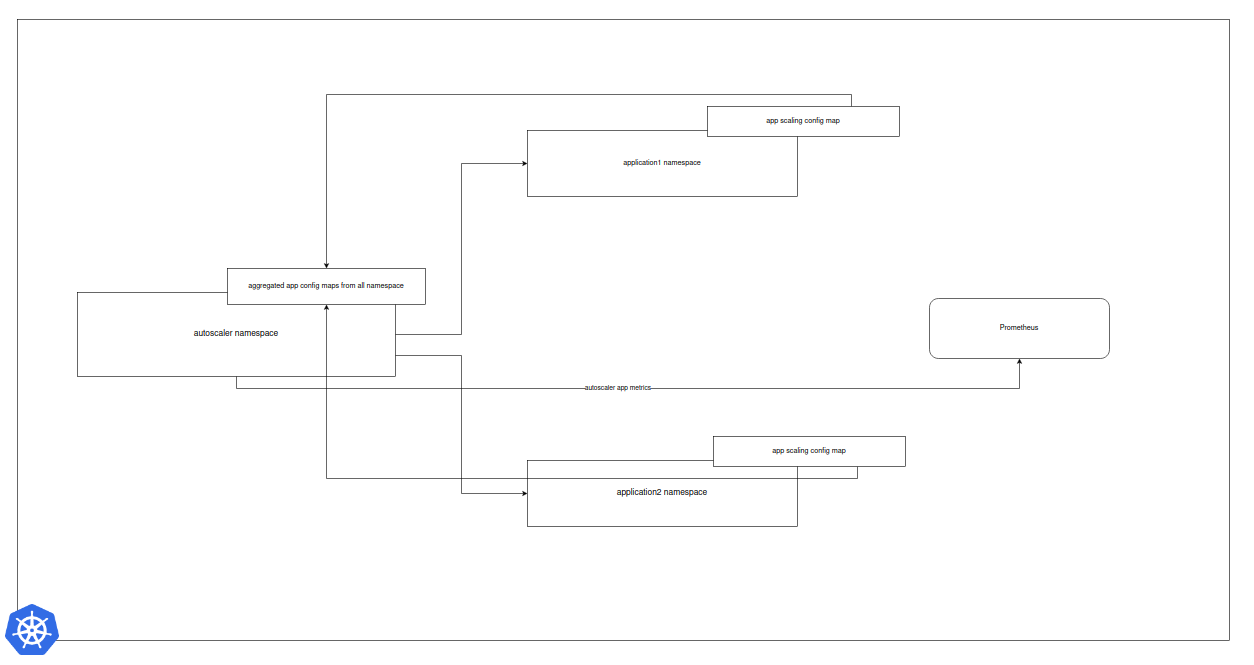 app scaling config map
application1 namespace
aggregated app config maps from all namespace
autoscaler namespace
Prometheus
autoscaler app metrics
app scaling config map
application2 namespace